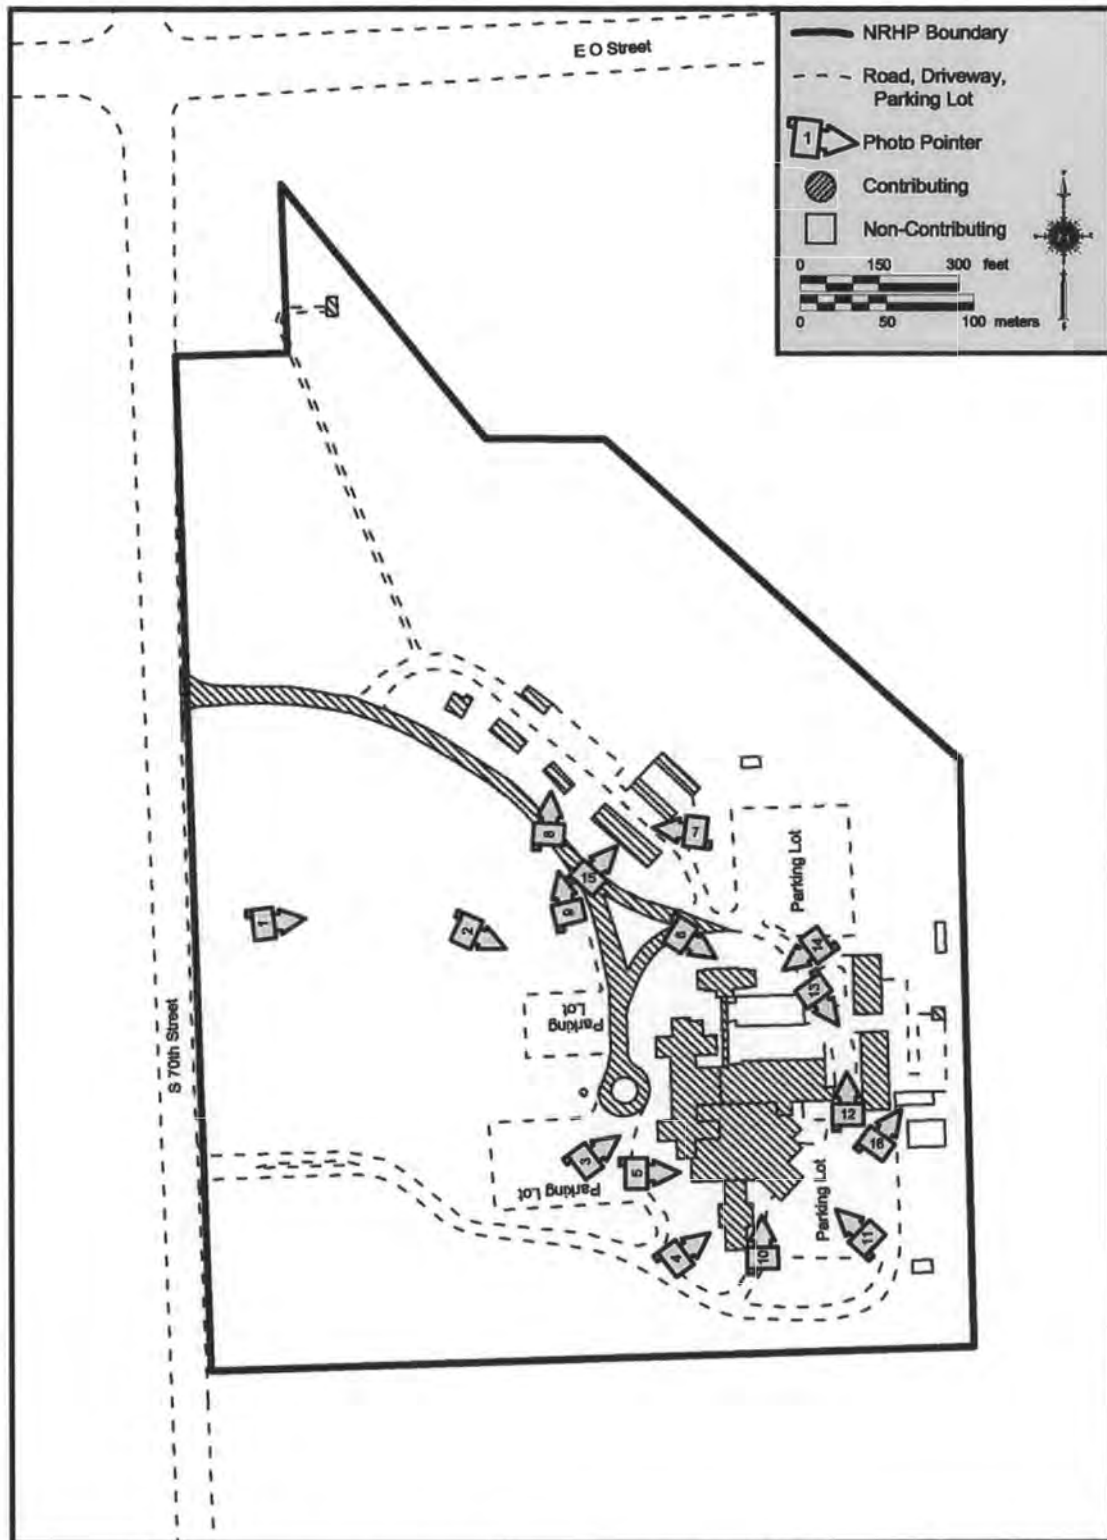 E O Street
NRHP Boundary
Road, Driveway,
Parking Lot
1
Photo Pointer
Contributing
Non-Contributing
0 150 300 feet
0 50 100 meters
S 70th Street
8
7
15
9
1
2
6
14
13
Parking Lot
Parking
Lot
12
16
3
5
Parking Lot
Parking Lot
4
10
11